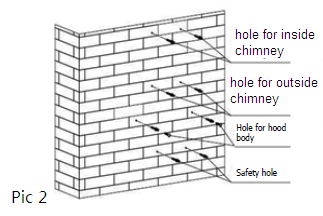 hole for inside
chimney
hole for outside
chimney
Hole for hood
body
Safety hole
Pic 2